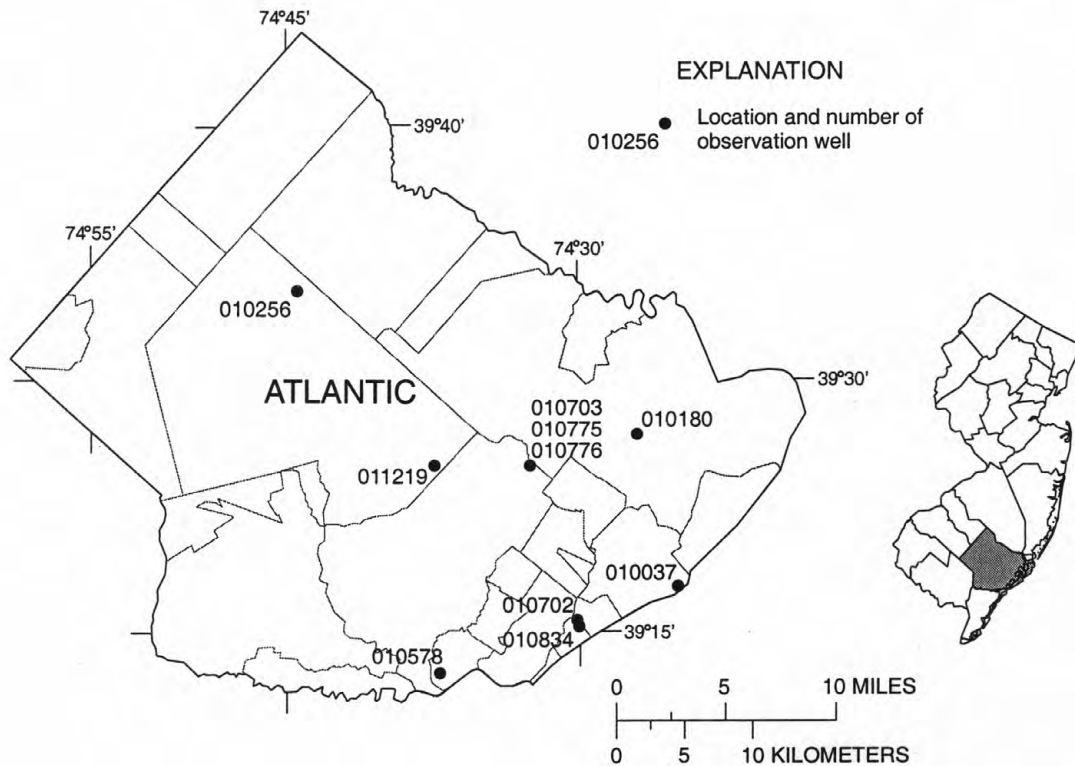 74°45'
EXPLANATION
39°40'
010256
Location and number of
observation well
74°55'
74°30'
010256
39°30'
ATLANTIC
010703
010775
010776
010180
011219
010037
010702
010834
39°15'
010578
0 5 10 MILES
0 5 10 KILOMETERS